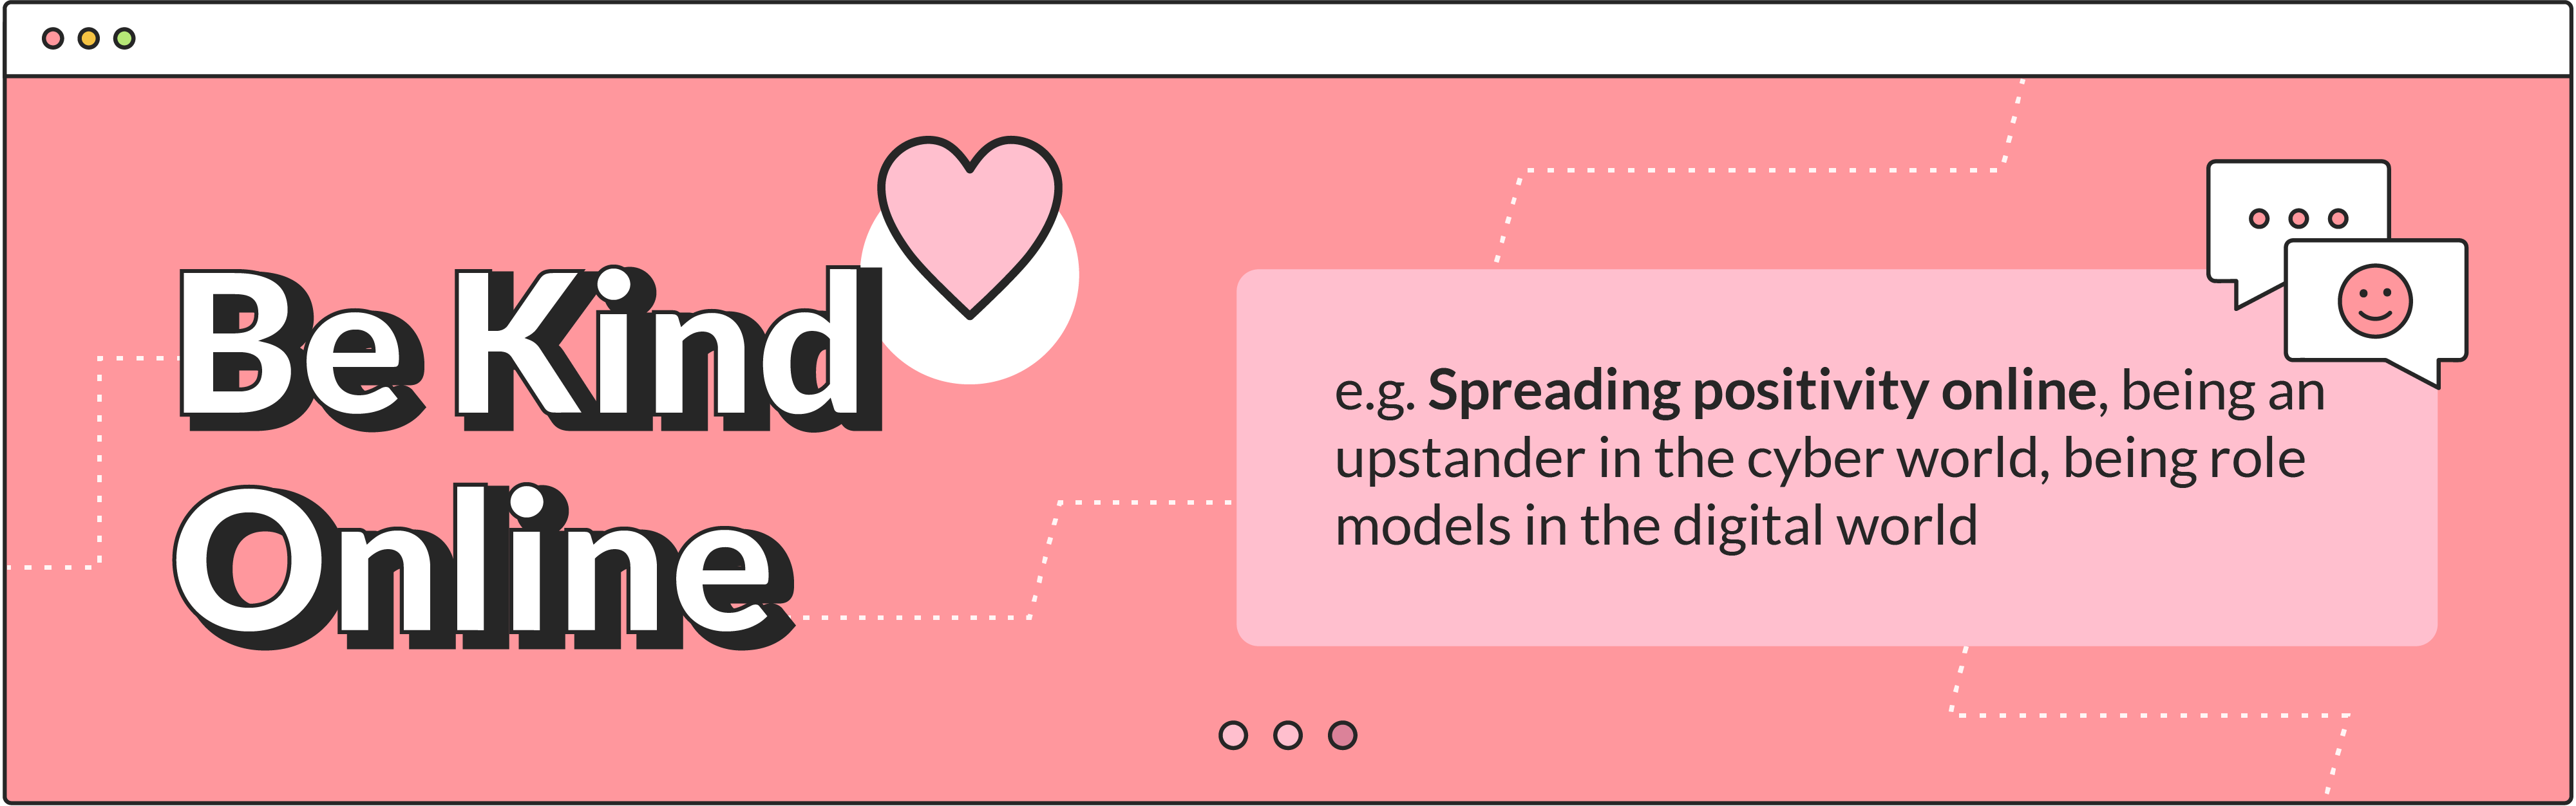 Be Kind
Online
e.g. Spreading positivity online, being an
upstander in the cyber world, being role
models in the digital world